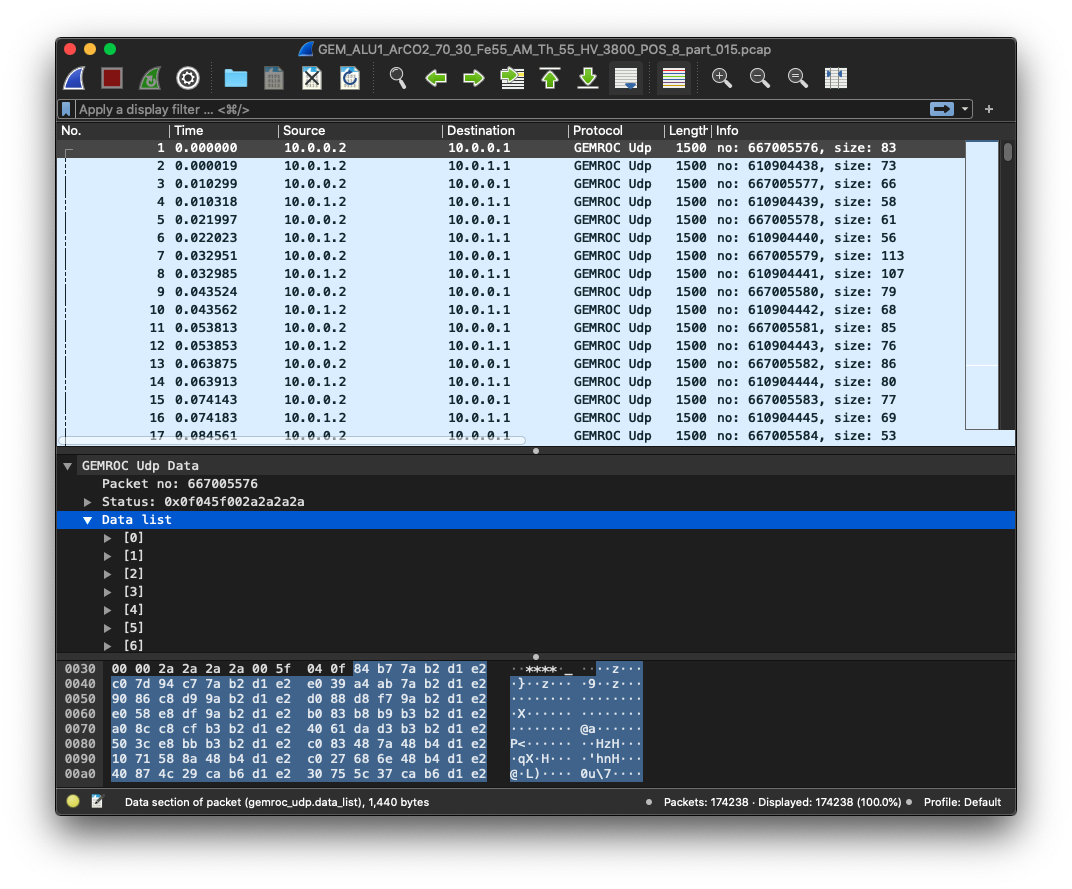 GEM_ALU1_ArCO2_70_30_Fe55_AM_Th_55_HV_3800_POS_8_part_015.pcap
Apply a display filter ... <⌘/>
No. Time Source Destination Protocol Length Info
1 0.000000 10.0.0.2 10.0.0.1 GEMROC Udp 1500 no: 667005576, size: 83
2 0.000019 10.0.1.2 10.0.1.1 GEMROC Udp 1500 no: 610904438, size: 73
3 0.010299 10.0.0.2 10.0.0.1 GEMROC Udp 1500 no: 667005577, size: 66
4 0.010318 10.0.1.2 10.0.1.1 GEMROC Udp 1500 no: 610904439, size: 58
5 0.021997 10.0.0.2 10.0.0.1 GEMROC Udp 1500 no: 667005578, size: 61
6 0.022023 10.0.1.2 10.0.1.1 GEMROC Udp 1500 no: 610904440, size: 56
7 0.032951 10.0.0.2 10.0.0.1 GEMROC Udp 1500 no: 667005579, size: 113
8 0.032985 10.0.1.2 10.0.1.1 GEMROC Udp 1500 no: 610904441, size: 107
9 0.043524 10.0.0.2 10.0.0.1 GEMROC Udp 1500 no: 667005580, size: 79
10 0.043562 10.0.1.2 10.0.1.1 GEMROC Udp 1500 no: 610904442, size: 68
11 0.053813 10.0.0.2 10.0.0.1 GEMROC Udp 1500 no: 667005581, size: 85
12 0.053853 10.0.1.2 10.0.1.1 GEMROC Udp 1500 no: 610904443, size: 76
13 0.063875 10.0.0.2 10.0.0.1 GEMROC Udp 1500 no: 667005582, size: 86
14 0.063913 10.0.1.2 10.0.1.1 GEMROC Udp 1500 no: 610904444, size: 80
15 0.074143 10.0.0.2 10.0.0.1 GEMROC Udp 1500 no: 667005583, size: 77
16 0.074183 10.0.1.2 10.0.1.1 GEMROC Udp 1500 no: 610904445, size: 69
17 0.084561 10.0.0.2 10.0.0.1 GEMROC Udp 1500 no: 667005584, size: 53
GEMROC Udp Data
Packet no: 667005576
Status: 0x0f045f002a2a2a2a
Data list
[0]
[1]
[2]
[3]
[4]
[5]
[6]
0030 00 00 2a 2a 2a 2a 00 5f 04 0f 84 b7 7a b2 d1 e2 ··****·_ ····z···
0040 c0 7d 94 c7 7a b2 d1 e2 e0 39 a4 ab 7a b2 d1 e2 ·}··z··· ·9··z···
0050 90 86 c8 d9 9a b2 d1 e2 d0 88 d8 f7 9a b2 d1 e2 ········ ········
0060 e0 58 e8 df 9a b2 d1 e2 b0 83 b8 b9 b3 b2 d1 e2 ·X······ ········
0070 a0 8c c8 cf b3 b2 d1 e2 40 61 da d3 b3 b2 d1 e2 ········ @a······
0080 50 3c e8 bb b3 b2 d1 e2 c0 83 48 7a 48 b4 d1 e2 P<······ ··HzH···
0090 10 71 58 8a 48 b4 d1 e2 c0 27 68 6e 48 b4 d1 e2 ·qX·H··· ·'hnH···
00a0 40 87 4c 29 ca b6 d1 e2 30 75 5c 37 ca b6 d1 e2 @·L)···· 0u\7····
Data section of packet (gemroc_udp.data_list), 1,440 bytes
Packets: 174238 · Displayed: 174238 (100.0%)
Profile: Default